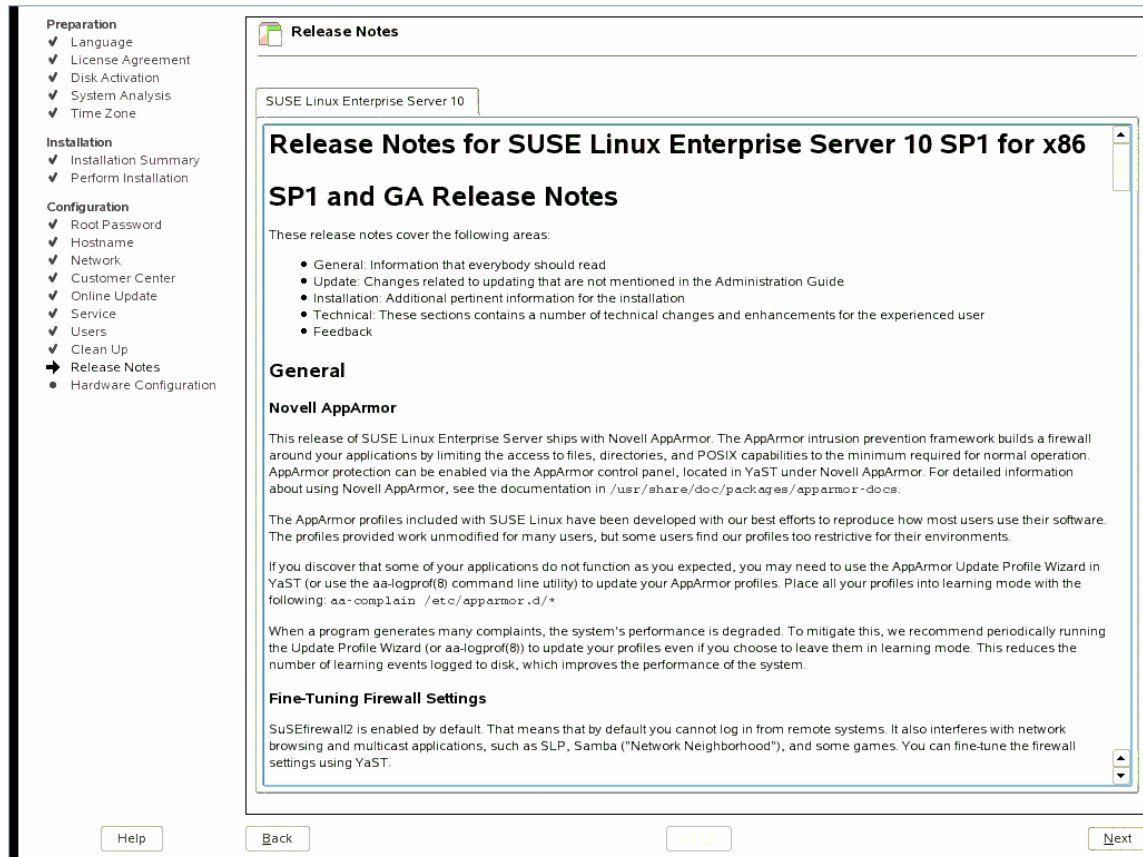 Preparation
Language
License Agreement
Disk Activation
System Analysis
Time Zone
Installation
Installation Summary
Perform Installation
Configuration
Root Password
Hostname
Network
Customer Center
Online Update
Service
Users
Clean Up
Release Notes
Hardware Configuration
Release Notes
SUSE Linux Enterprise Server 10
Release Notes for SUSE Linux Enterprise Server 10 SP1 for x86
SP1 and GA Release Notes
These release notes cover the following areas:
General: Information that everybody should read
Update: Changes related to updating that are not mentioned in the Administration Guide
Installation: Additional pertinent information for the installation
Technical: These sections contains a number of technical changes and enhancements for the experienced user
Feedback
General
Novell AppArmor
This release of SUSE Linux Enterprise Server ships with Novell AppArmor. The AppArmor intrusion prevention framework builds a firewall
around your applications by limiting the access to files, directories, and POSIX capabilities to the minimum required for normal operation.
AppArmor protection can be enabled via the AppArmor control panel, located in YaST under Novell AppArmor. For detailed information
about using Novell AppArmor, see the documentation in /usr/share/doc/packages/apparmor-docs.
The AppArmor profiles included with SUSE Linux have been developed with our best efforts to reproduce how most users use their software.
The profiles provided work unmodified for many users, but some users find our profiles too restrictive for their environments.
If you discover that some of your applications do not function as you expected, you may need to use the AppArmor Update Profile Wizard in
YaST (or use the aa-logprof(8) command line utility) to update your AppArmor profiles. Place all your profiles into learning mode with the
following: aa-complain /etc/apparmor.d/*
When a program generates many complaints, the system's performance is degraded. To mitigate this, we recommend periodically running
the Update Profile Wizard (or aa-logprof(8)) to update your profiles even if you choose to leave them in learning mode. This reduces the
number of learning events logged to disk, which improves the performance of the system.
Fine-Tuning Firewall Settings
SuSEfirewall2 is enabled by default. That means that by default you cannot log in from remote systems. It also interferes with network
browsing and multicast applications, such as SLP, Samba ("Network Neighborhood"), and some games. You can fine-tune the firewall
settings using YaST.
Help
Back
Next